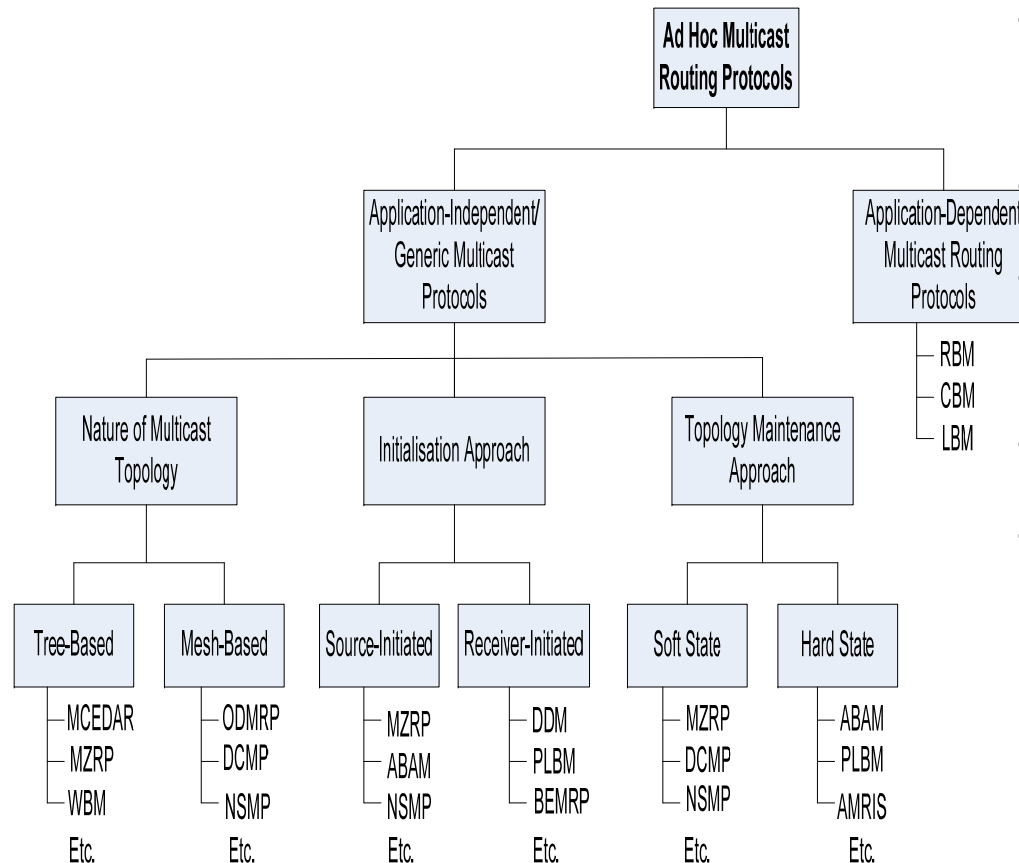 Ad Hoc Multicast
Routing Protocols
Application-Independent/
Generic Multicast
Protocols
Application-Dependent
Multicast Routing
Protocols
RBM
CBM
LBM
Nature of Multicast
Topology
Initialisation Approach
Topology Maintenance
Approach
Tree-Based
MCEDAR
MZRP
WBM
Etc.
Mesh-Based
ODMRP
DCMP
NSMP
Etc.
Source-Initiated
MZRP
ABAM
NSMP
Etc.
Receiver-Initiated
DDM
PLBM
BEMRP
Etc.
Soft State
MZRP
DCMP
NSMP
Etc.
Hard State
ABAM
PLBM
AMRIS
Etc.